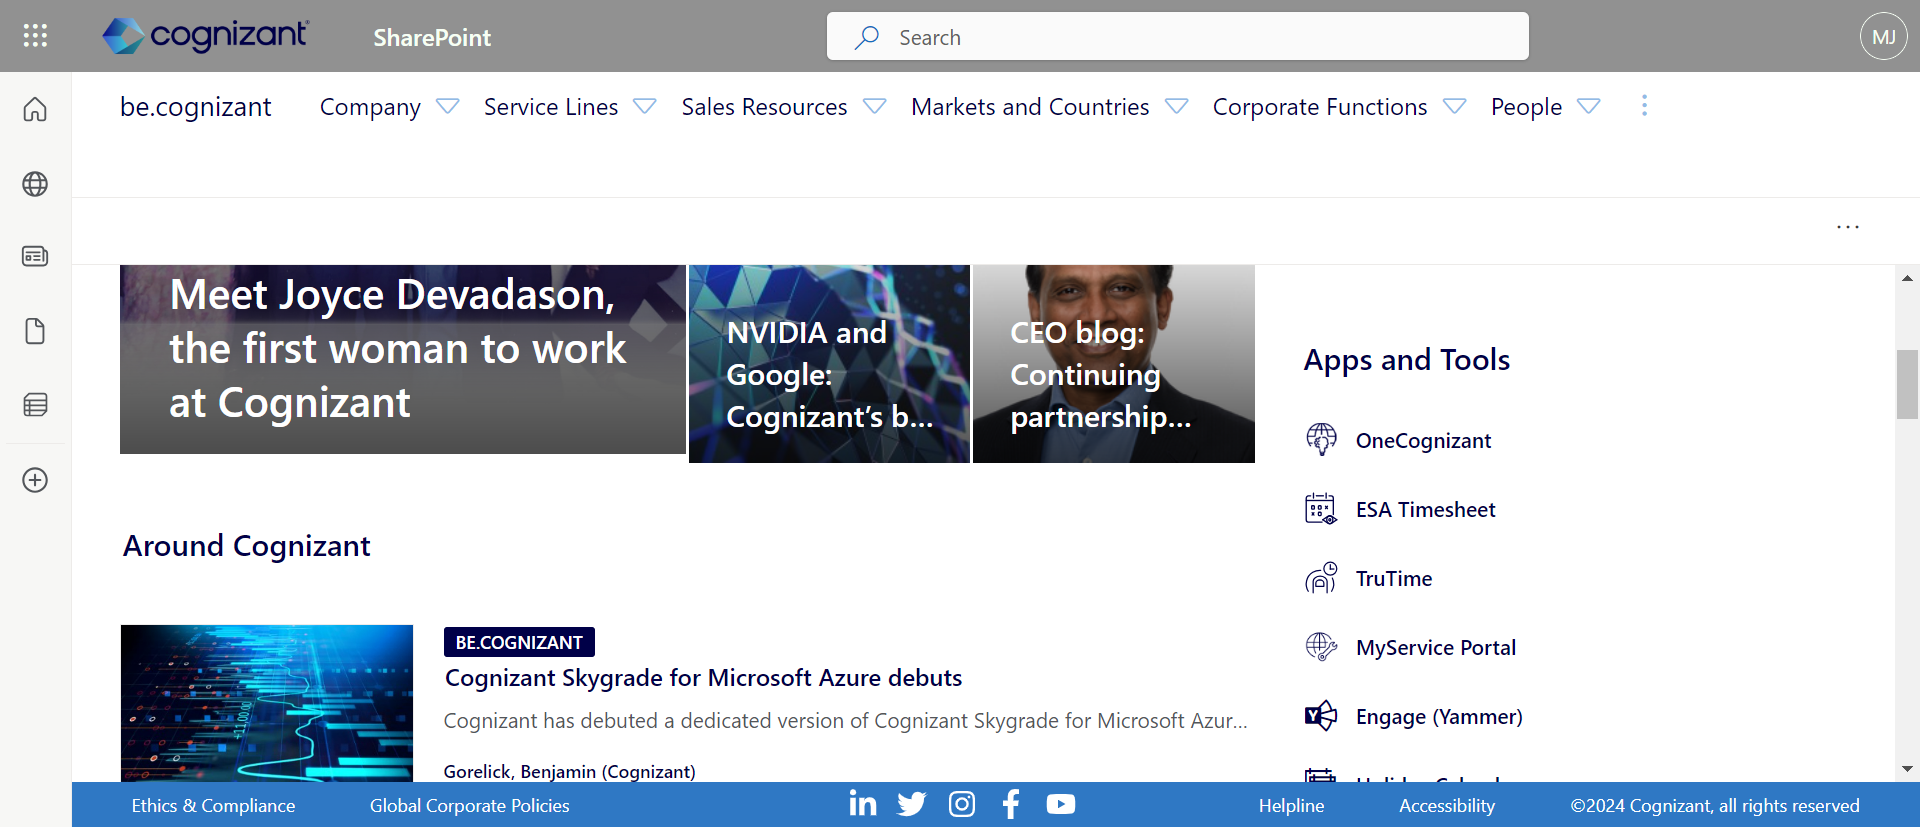 cognizant
SharePoint
Search
MJ
be.cognizant
Company
Service Lines
Sales Resources
Markets and Countries
Corporate Functions
People
Meet Joyce Devadason,
the first woman to work
at Cognizant
NVIDIA and
Google:
Cognizant’s b...
CEO blog:
Continuing
partnership...
Apps and Tools
OneCognizant
ESA Timesheet
TruTime
MyService Portal
Engage (Yammer)
Around Cognizant
BE.COGNIZANT
Cognizant Skygrade for Microsoft Azure debuts
Cognizant has debuted a dedicated version of Cognizant Skygrade for Microsoft Azur...
Gorelick, Benjamin (Cognizant)
Ethics & Compliance
Global Corporate Policies
Helpline
Accessibility
©2024 Cognizant, all rights reserved